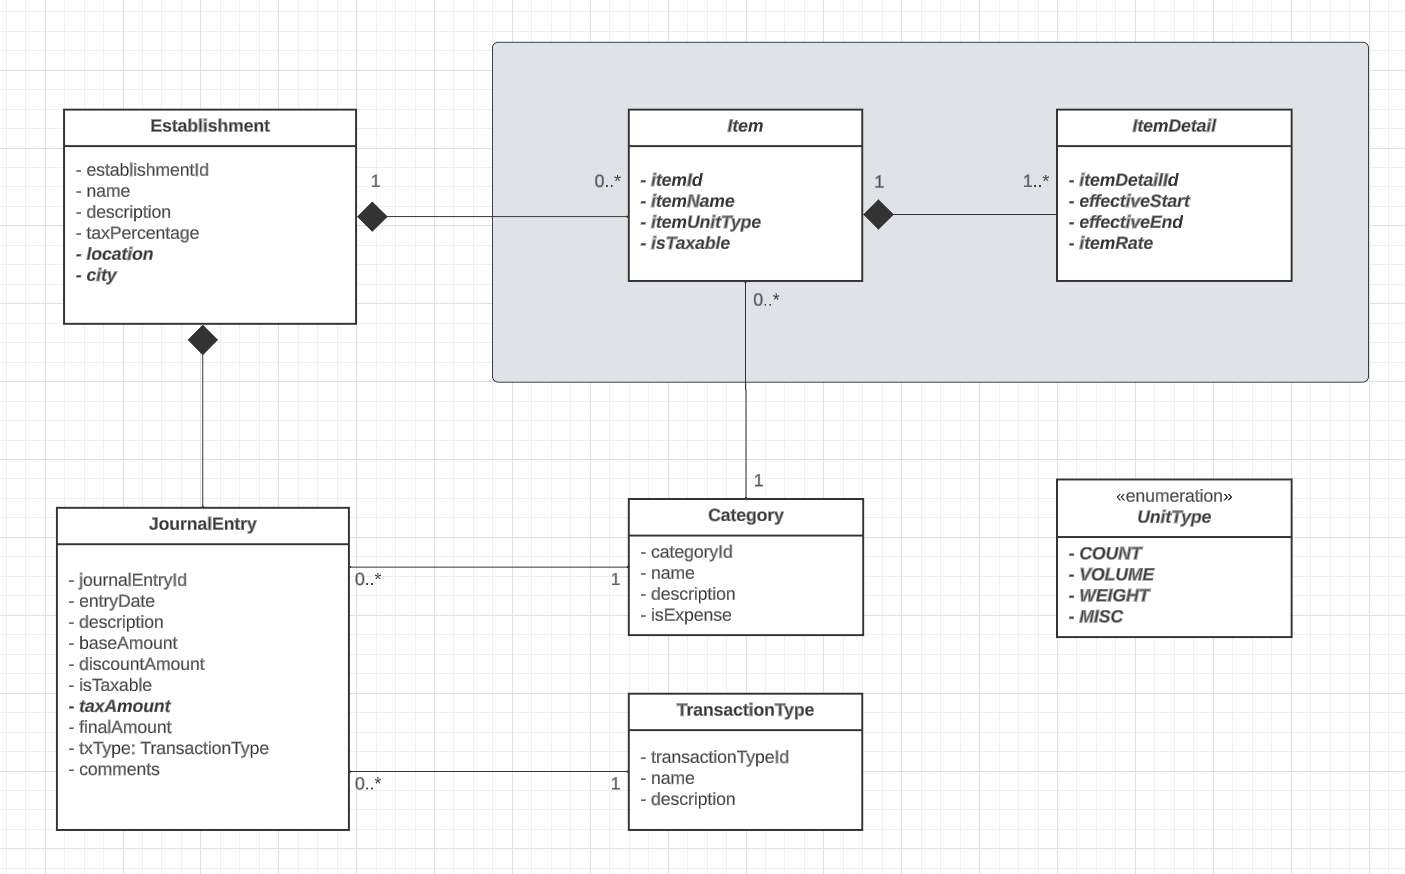 Establishment
- establishmentId
- name
- description
- taxPercentage
- location
- city
1
0..*
Item
- itemId
- itemName
- itemUnitType
- isTaxable
1
1..*
ItemDetail
- itemDetailId
- effectiveStart
- effectiveEnd
- itemRate
0..*
1
JournalEntry
- journalEntryId
- entryDate
- description
- baseAmount
- discountAmount
- isTaxable
- taxAmount
- finalAmount
- txType: TransactionType
- comments
0..*
1
Category
- categoryId
- name
- description
- isExpense
«enumeration»
UnitType
- COUNT
- VOLUME
- WEIGHT
- MISC
0..*
1
TransactionType
- transactionTypeId
- name
- description